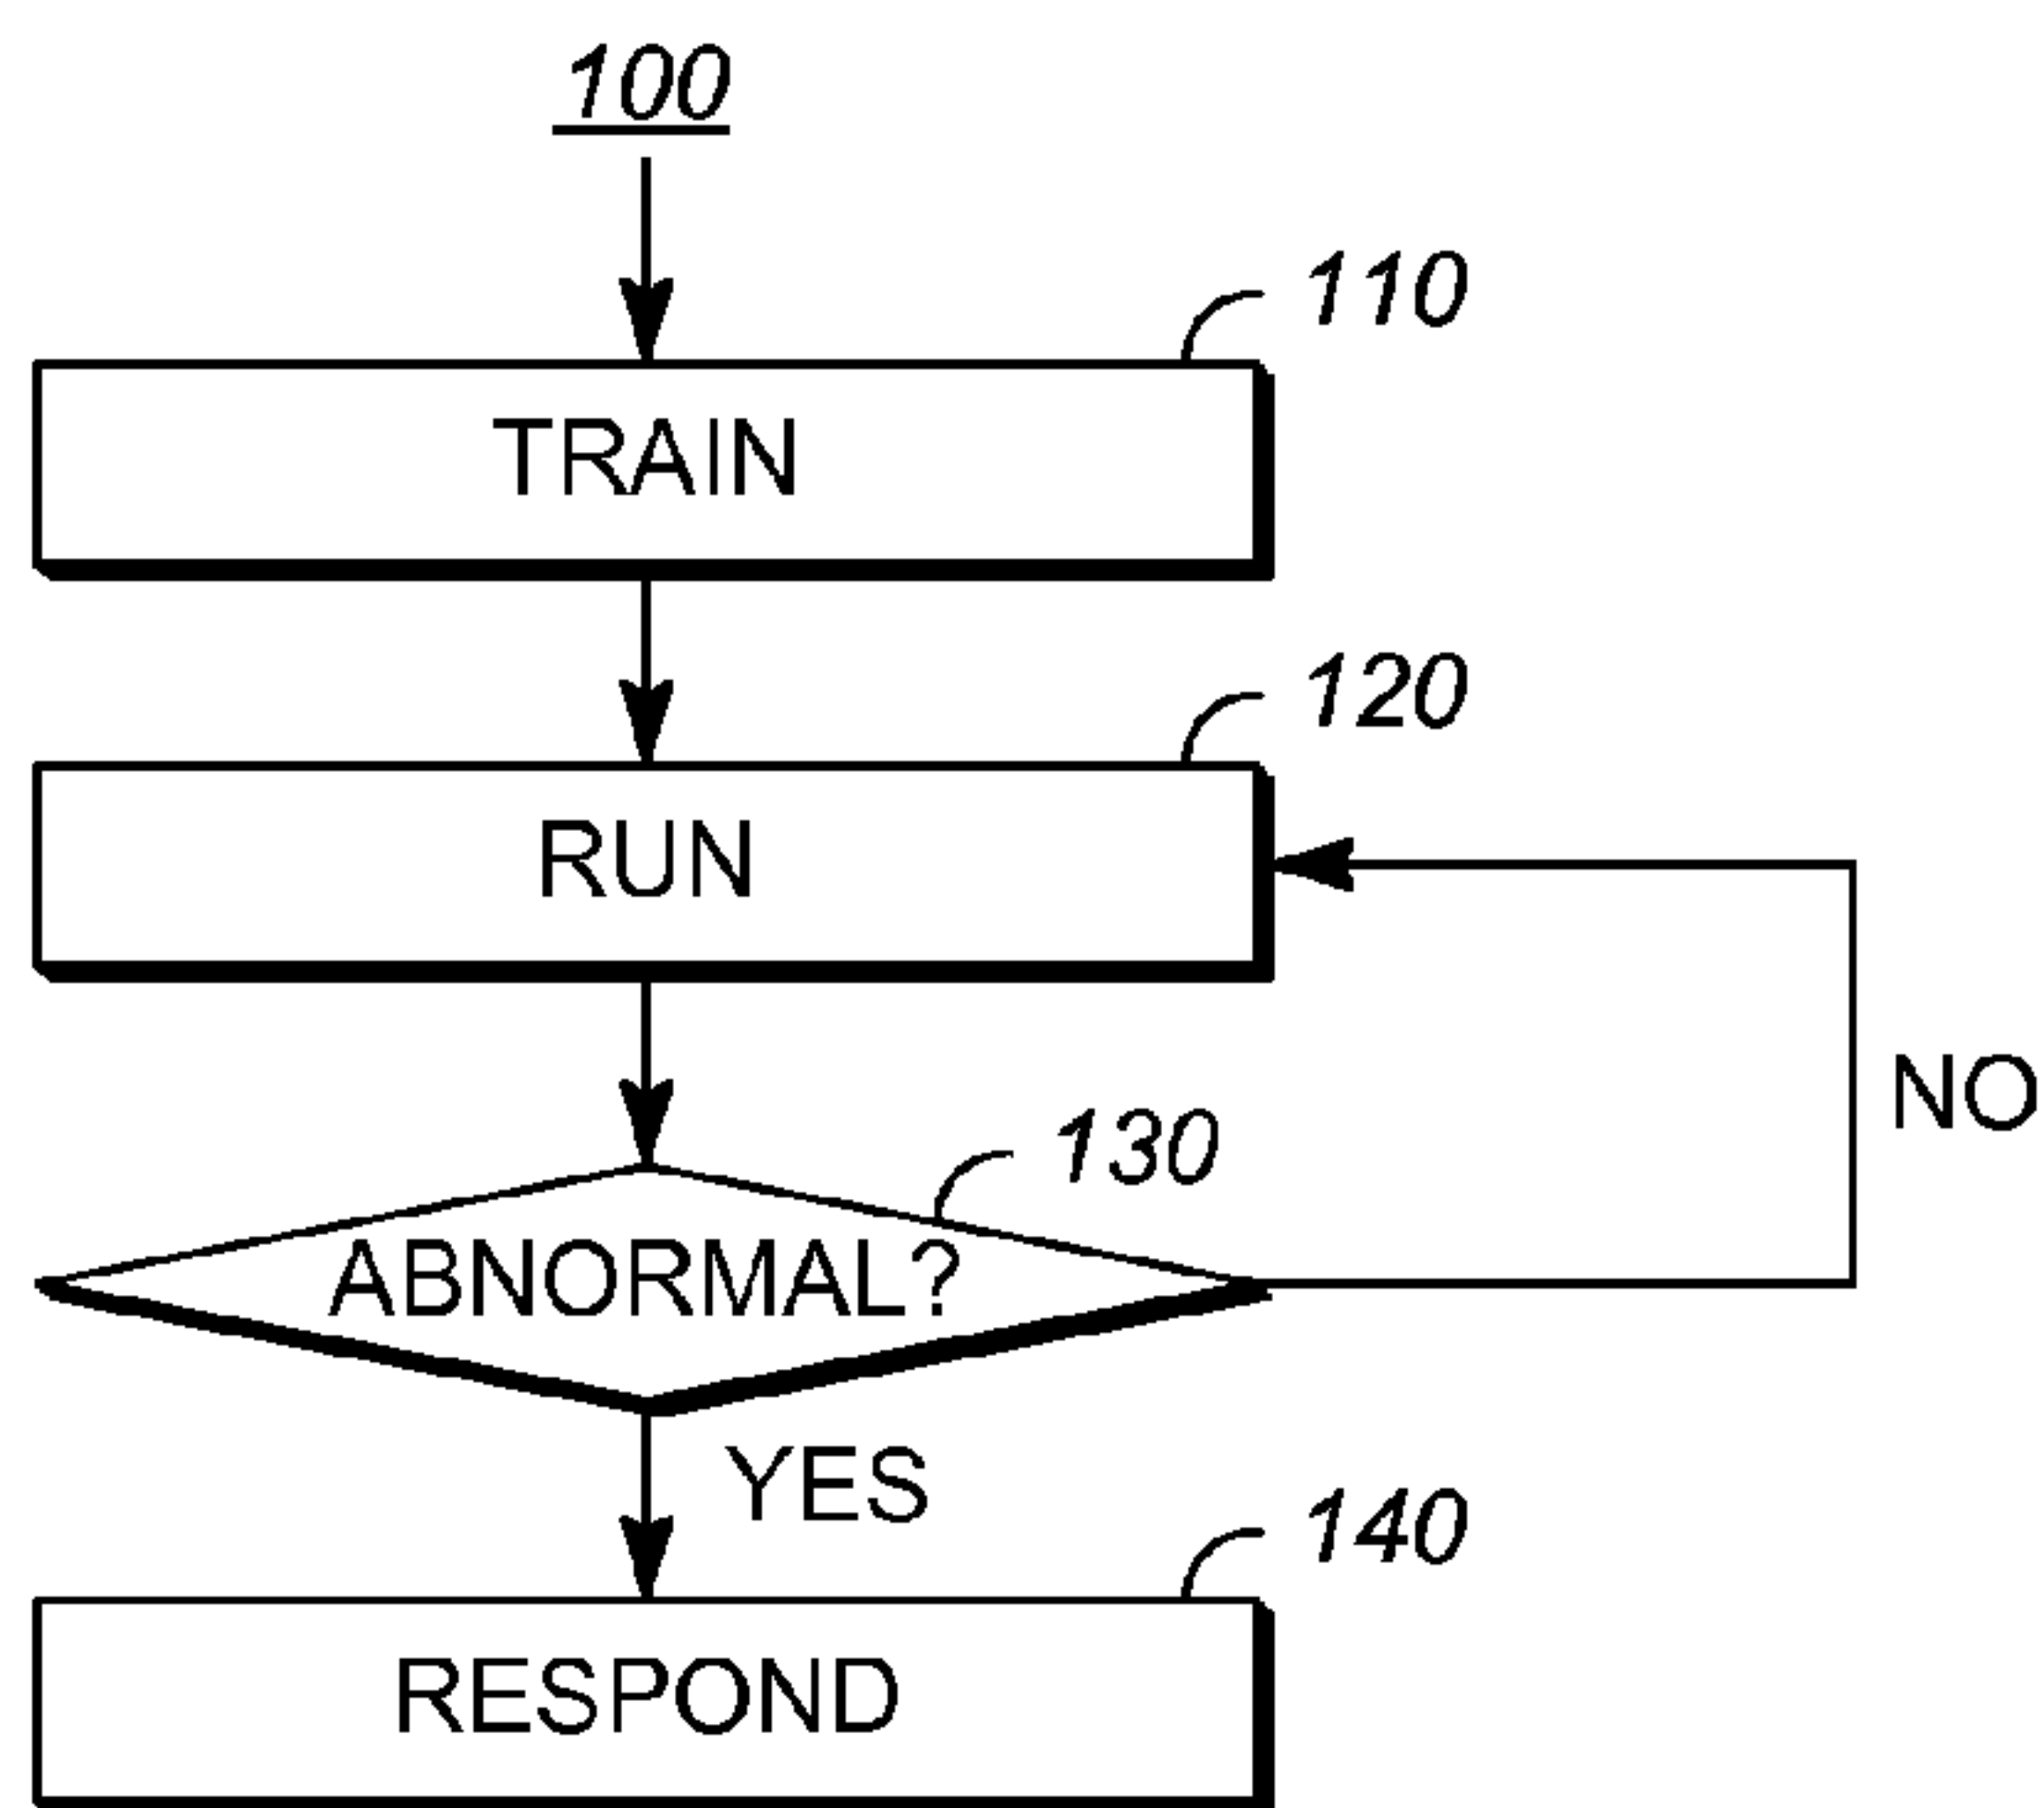 100
110
TRAIN
120
RUN
NO
130
ABNORMAL?
YES
140
RESPOND